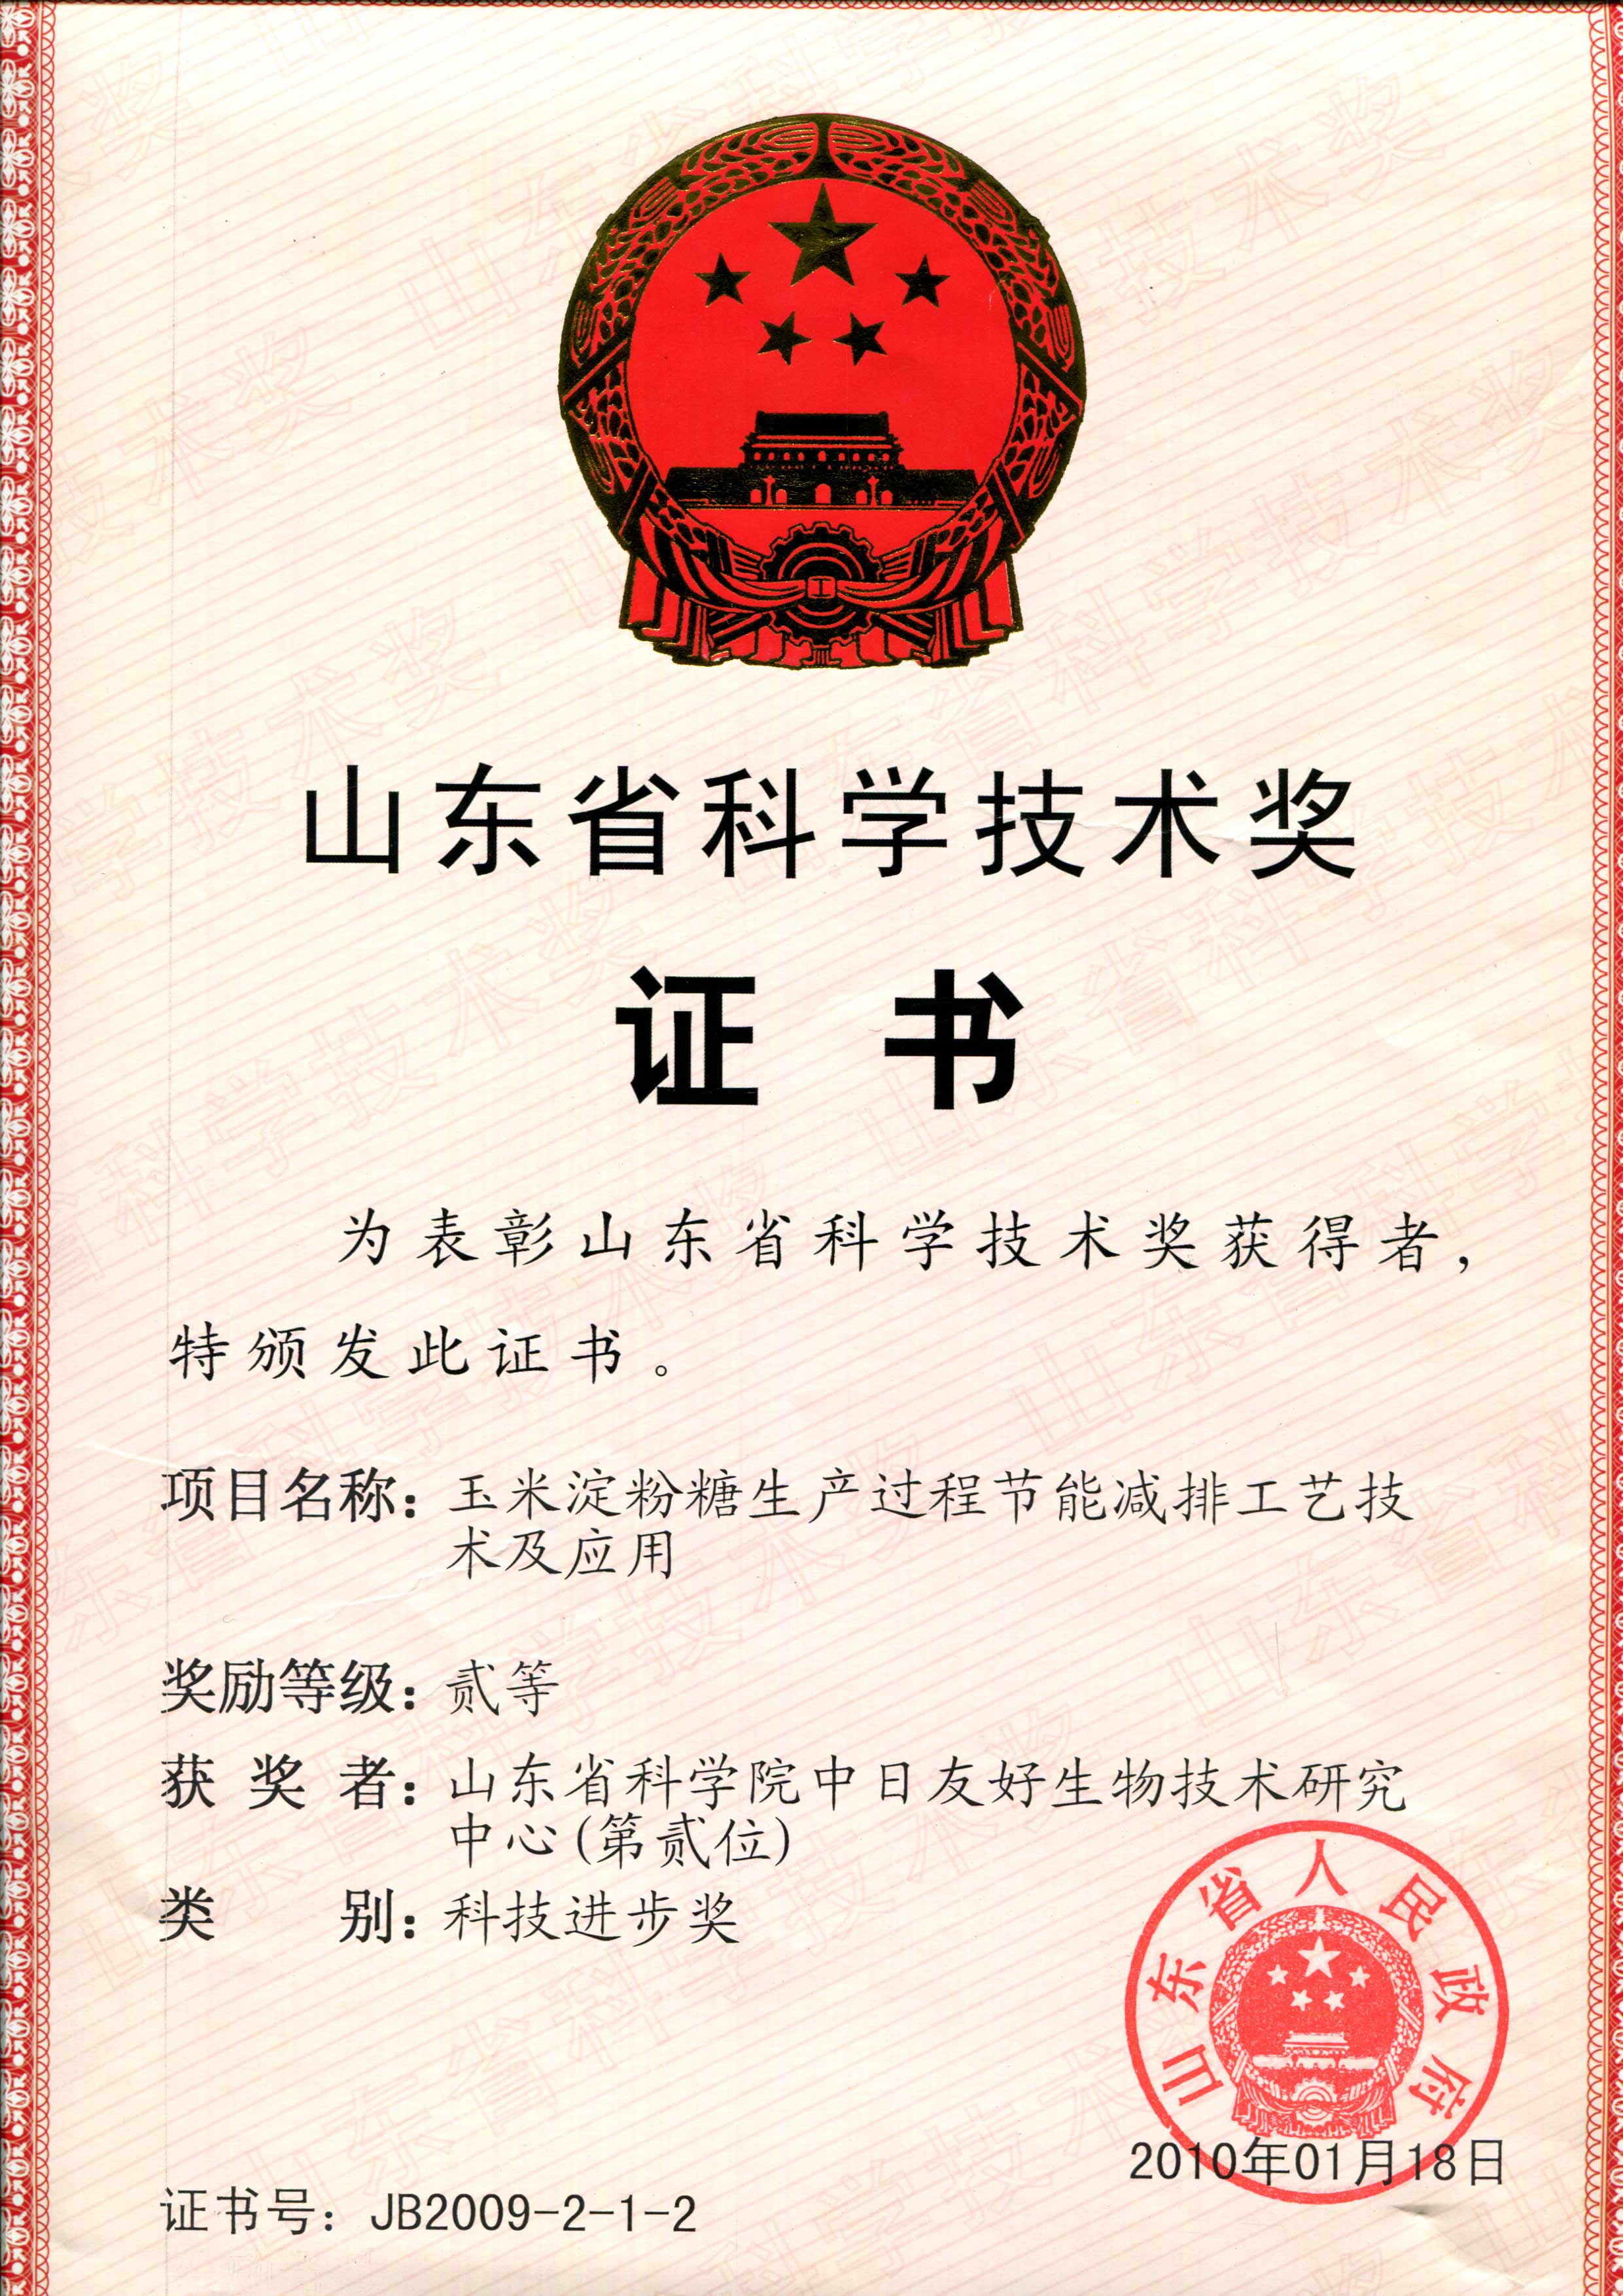 山东省科学技术奖
证 书
为表彰山东省科学技术奖获得者，
特颁发此证书。
项目名称：玉米淀粉糖生产过程节能减排工艺技
术及应用
奖励等级：贰等
获 奖 者：山东省科学院中日友好生物技术研究
中心(第贰位)
类 别：科技进步奖
山东省人民政府
2010年01月18日
证书号：JB2009-2-1-2